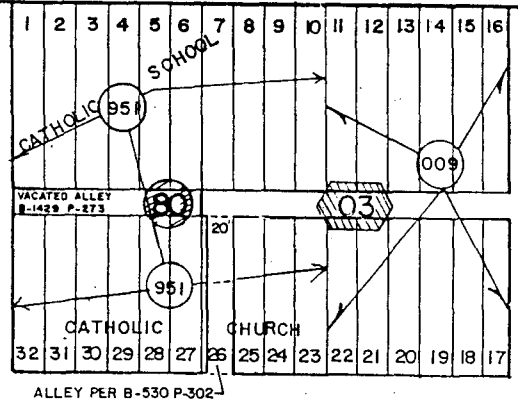 1 2 3 4 5 6 7 8 9 10 11 12 13 14 15 16
CATHOLIC SCHOOL
951
009
VACATED ALLEY
B-1429 P-273
80
03
20'
951
CATHOLIC CHURCH
32 31 30 29 28 27 26 25 24 23 22 21 20 19 18 17
ALLEY PER B-530 P-302